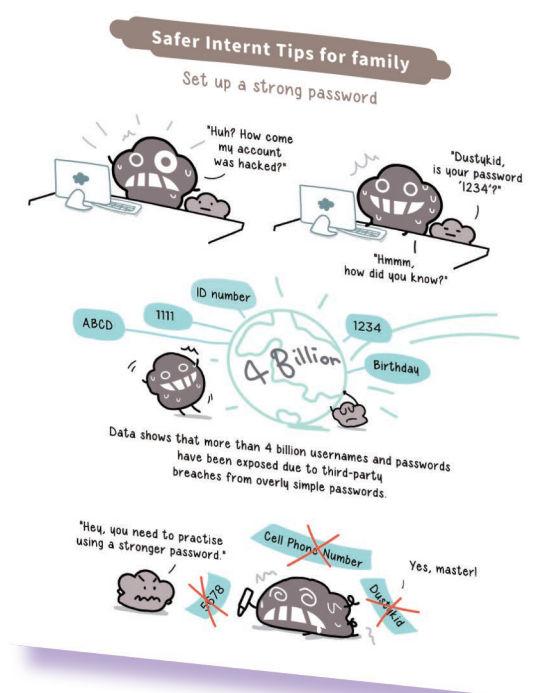 Safer Internt Tips for family
Set up a strong password
"Huh? How come
my account
was hacked?"
"Dustykid,
is your password
'1234'?"
"Hmmm,
how did you know?"
ID number
1111
ABCD
1234
Birthday
4 Billion
Data shows that more than 4 billion usernames and passwords
have been exposed due to third-party
breaches from overly simple passwords.
"Hey, you need to practise
using a stronger password."
Cell Phone Number
5678
Yes, master!
Dustykid